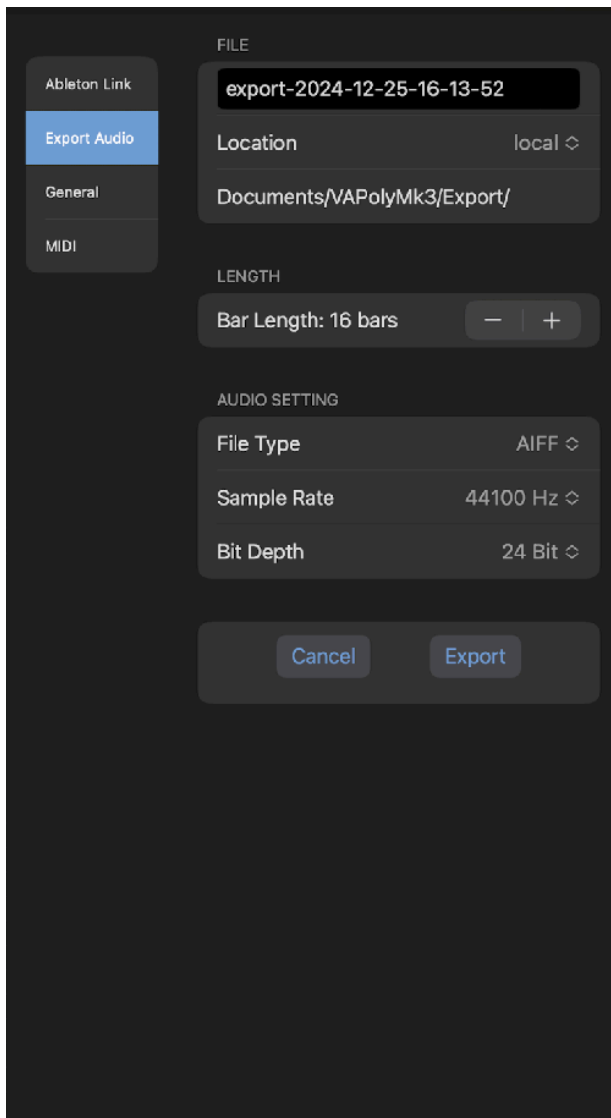 Ableton Link
Export Audio
General
MIDI
FILE
export-2024-12-25-16-13-52
Location local
Documents/VAPolyMk3/Export/
LENGTH
Bar Length: 16 bars − +
AUDIO SETTING
File Type AIFF
Sample Rate 44100 Hz
Bit Depth 24 Bit
Cancel Export